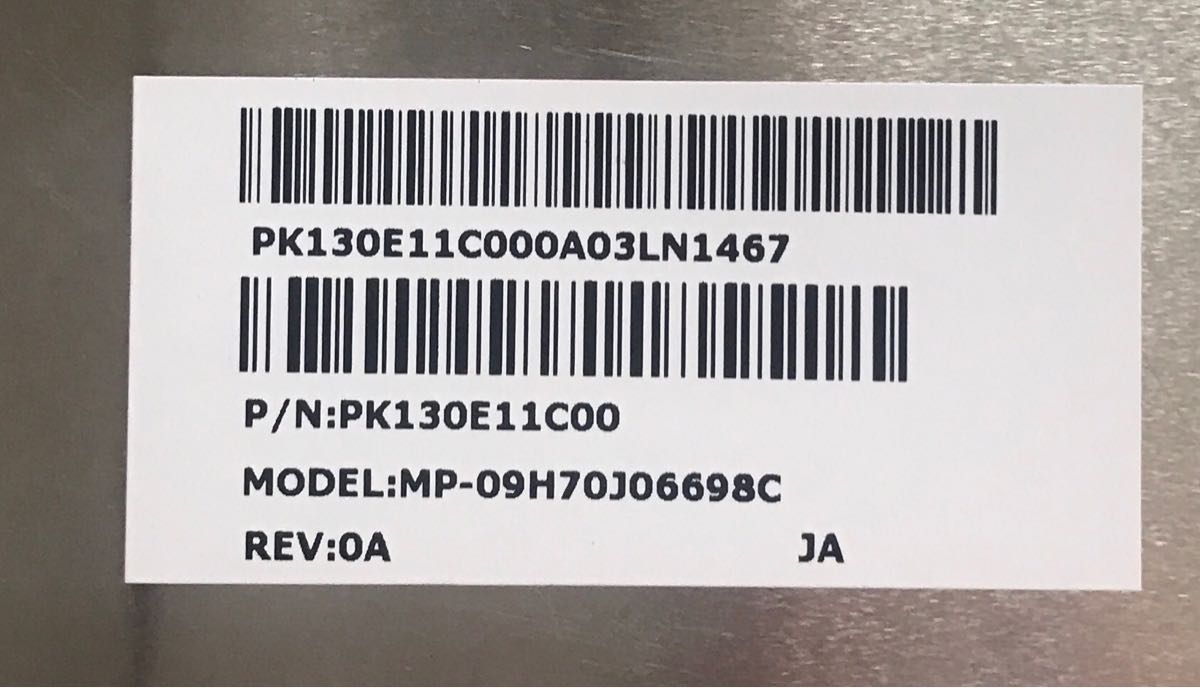 PK130E11C000A03LN1467
P/N:PK130E11C00
MODEL:MP-09H70J06698C
REV:0A JA